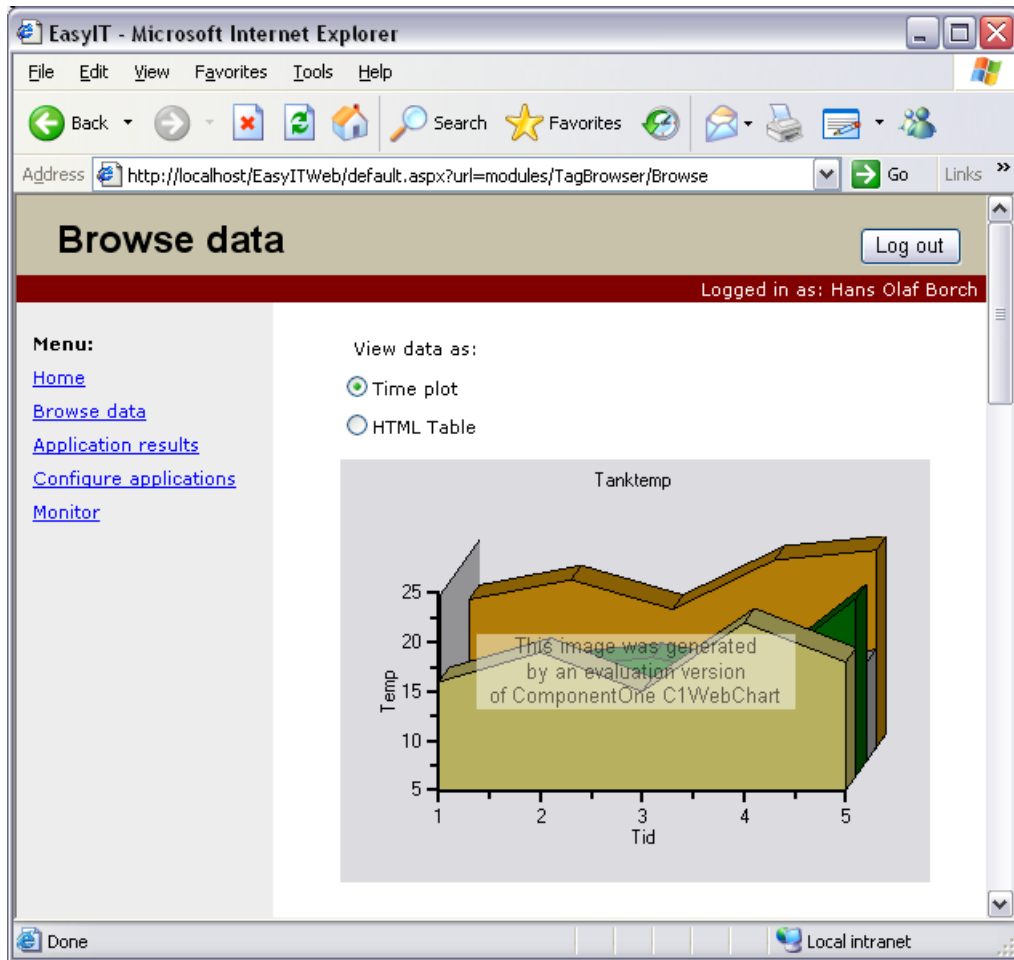 EasyIT - Microsoft Internet Explorer
File Edit View Favorites Tools Help
Back Search Favorites
Address http://localhost/EasyITWeb/default.aspx?url=modules/TagBrowser/Browse Go Links »
Browse data
Log out
Logged in as: Hans Olaf Borch
Menu:
Home
Browse data
Application results
Configure applications
Monitor
View data as:
Time plot
HTML Table
Tanktemp
25
20
15
10
5
Temp
This image was generated
by an evaluation version
of ComponentOne C1WebChart
1 2 3 4 5
Tid
Done Local intranet